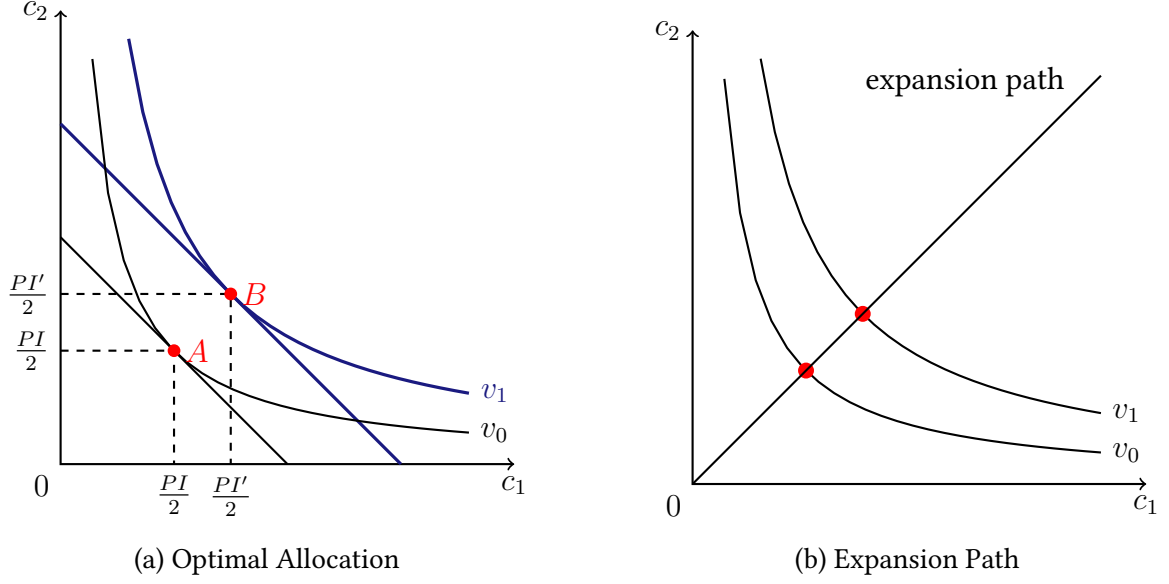 c₂
PI′/2
PI/2
B
A
v₁
v₀
0
PI/2
PI′/2
c₁
(a) Optimal Allocation
c₂
expansion path
v₁
v₀
0
c₁
(b) Expansion Path